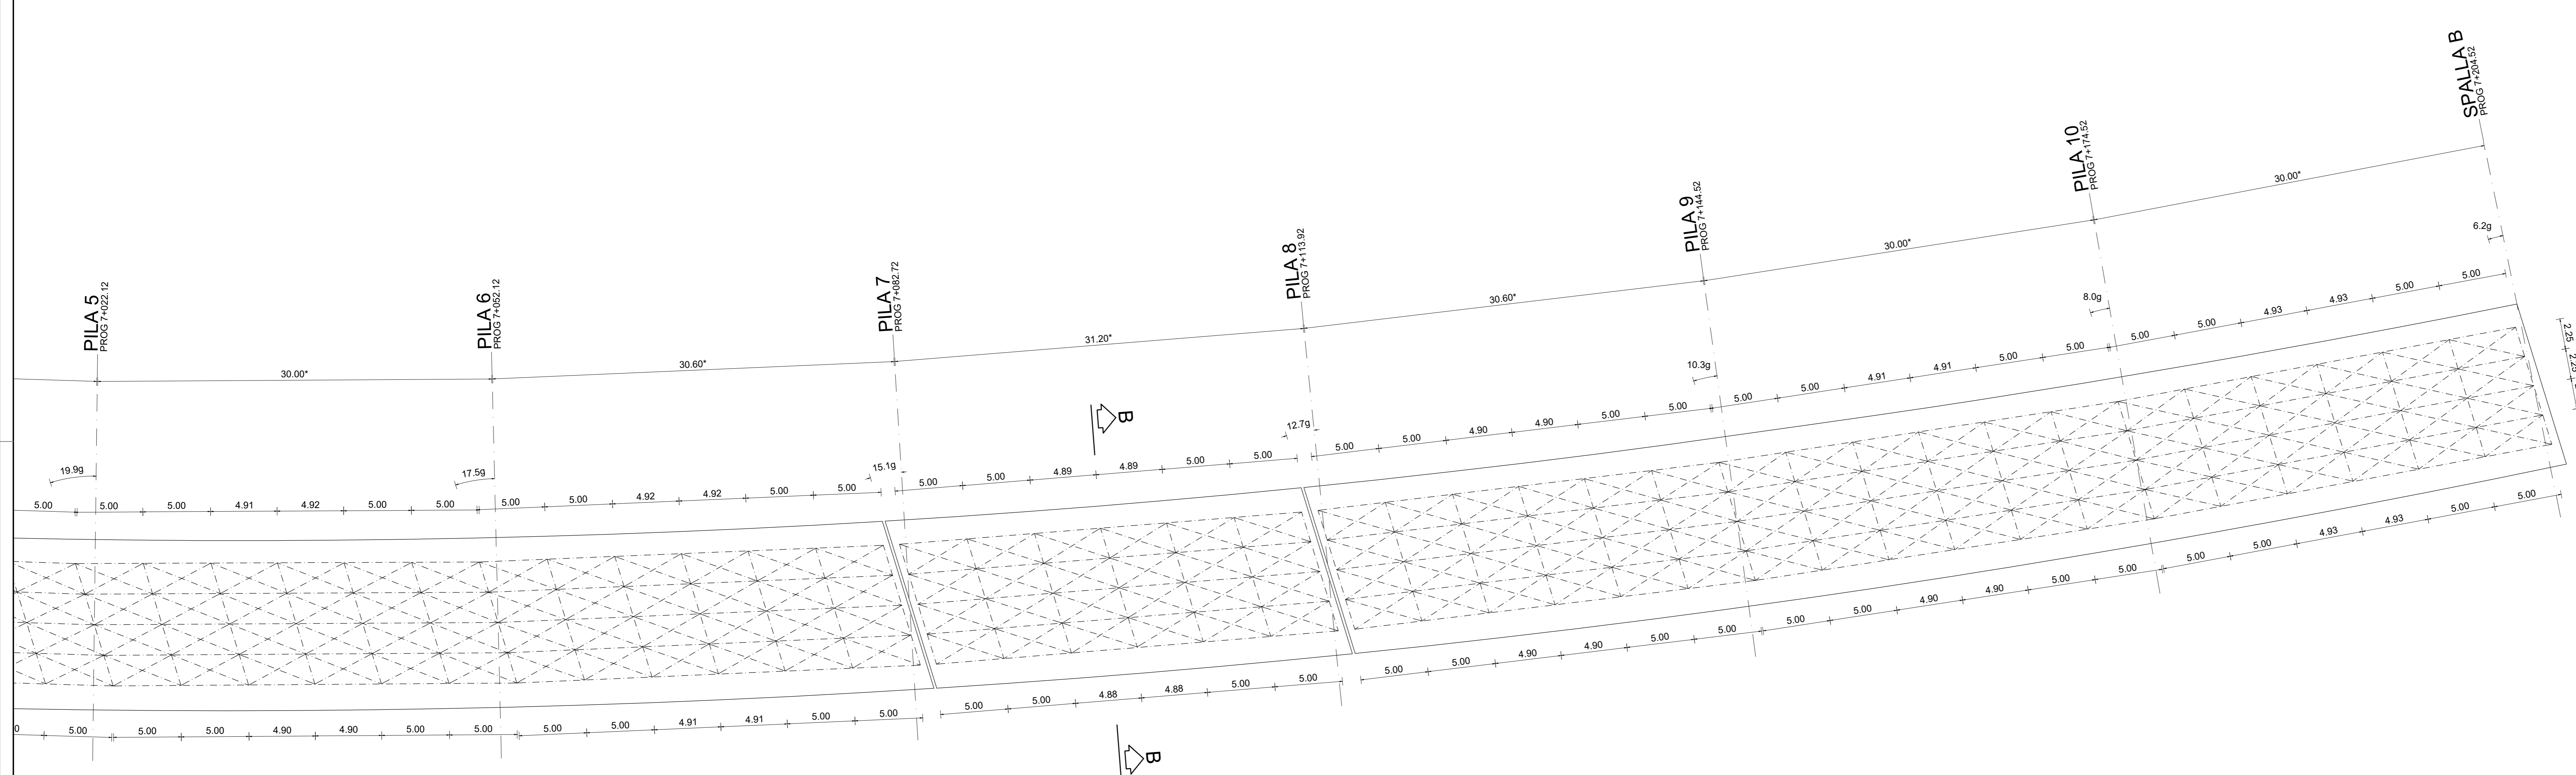 SPALLA B
PROG 7+204.52
PILA 10
PROG 7+174.52
PILA 9
PROG 7+144.52
PILA 8
PROG 7+113.92
PILA 7
PROG 7+082.72
PILA 6
PROG 7+052.12
PILA 5
PROG 7+022.12
30.00*
30.60*
31.20*
30.60*
30.00*
30.00*
19.9g
17.5g
15.1g
12.7g
10.3g
8.0g
6.2g
B
5.00
5.00 5.00 4.91 4.92 5.00 5.00
5.00 5.00 4.92 4.92 5.00 5.00
5.00 5.00 4.89 4.89 5.00 5.00
5.00 5.00 4.90 4.90 5.00 5.00
5.00 5.00 4.91 4.91 5.00 5.00
5.00 5.00 4.93 4.93 5.00 5.00
2.25
0 5.00
5.00 5.00 4.90 4.90 5.00 5.00
5.00 5.00 4.91 4.91 5.00 5.00
5.00 5.00 4.88 4.88 5.00 5.00
5.00 5.00 4.90 4.90 5.00 5.00
5.00 5.00 4.90 4.90 5.00 5.00
5.00 5.00 4.93 4.93 5.00 5.00
B